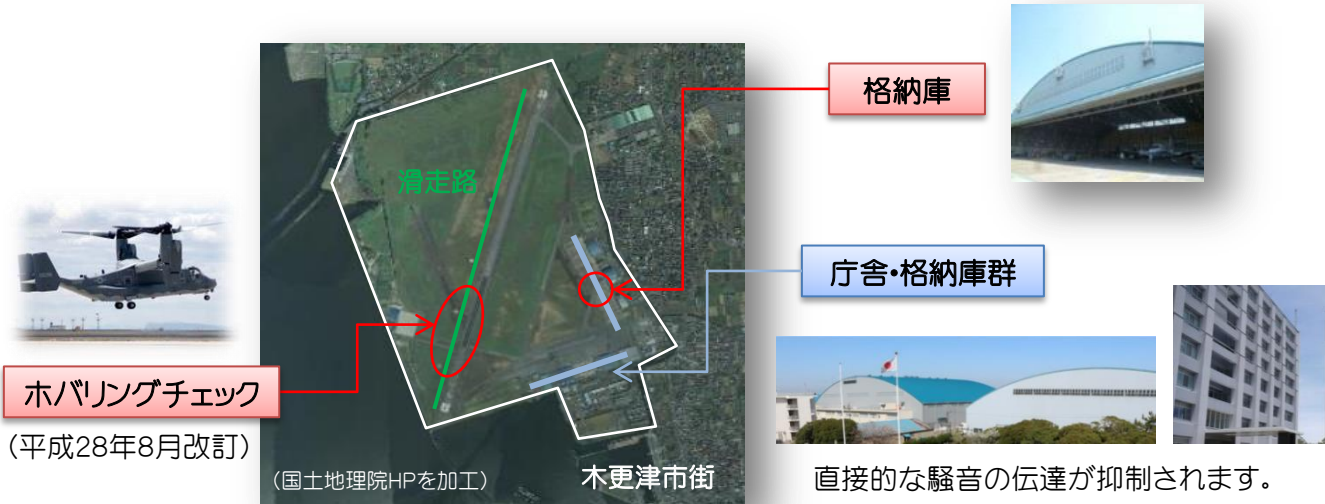 格納庫
滑走路
庁舎・格納庫群
ホバリングチェック
(平成28年8月改訂)
(国土地理院HPを加工)
木更津市街
直接的な騒音の伝達が抑制されます。